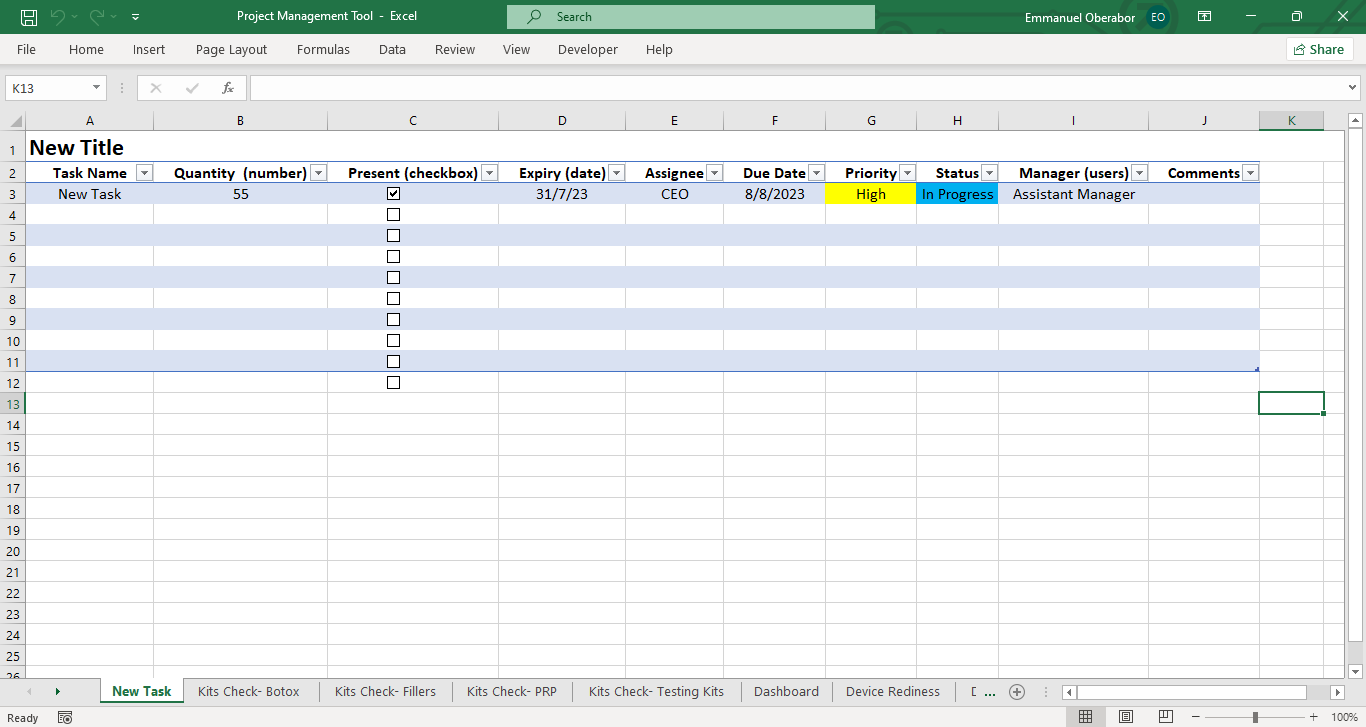 Project Management Tool - Excel
Search
Emmanuel Oberabor EO
File Home Insert Page Layout Formulas Data Review View Developer Help Share
K13 fx
A B C D E F G H I J K
1 New Title
2 Task Name Quantity (number) Present (checkbox) Expiry (date) Assignee Due Date Priority Status Manager (users) Comments
3 New Task 55 31/7/23 CEO 8/8/2023 High In Progress Assistant Manager
4
5
6
7
8
9
10
11
12
13
14
15
16
17
18
19
20
21
22
23
24
25
26
New Task Kits Check- Botox Kits Check- Fillers Kits Check- PRP Kits Check- Testing Kits Dashboard Device Rediness ...
Ready 100%